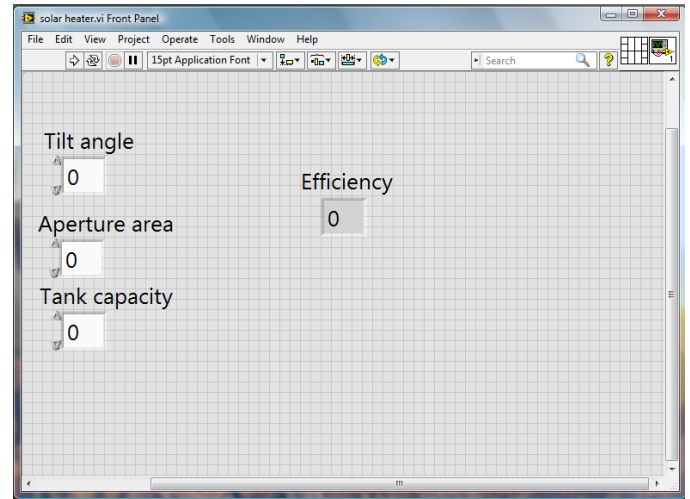 solar heater.vi Front Panel
File Edit View Project Operate Tools Window Help
15pt Application Font
Search
?
1
Tilt angle
0
Efficiency
0
Aperture area
0
Tank capacity
0